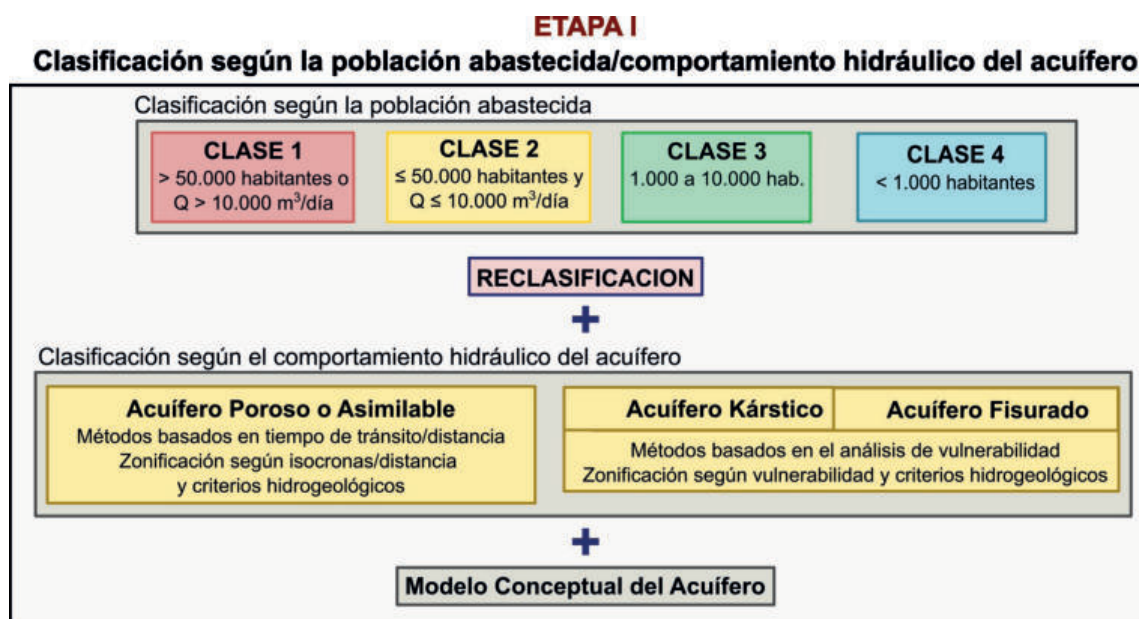 ETAPA I
Clasificación según la población abastecida/comportamiento hidráulico del acuífero
Clasificación según la población abastecida
CLASE 1
> 50.000 habitantes o
Q > 10.000 m³/día
CLASE 2
≤ 50.000 habitantes y
Q ≤ 10.000 m³/día
CLASE 3
1.000 a 10.000 hab.
CLASE 4
< 1.000 habitantes
RECLASIFICACION
+
Clasificación según el comportamiento hidráulico del acuífero
Acuífero Poroso o Asimilable
Métodos basados en tiempo de tránsito/distancia
Zonificación según isocronas/distancia
y criterios hidrogeológicos
Acuífero Kárstico
Acuífero Fisurado
Métodos basados en el análisis de vulnerabilidad
Zonificación según vulnerabilidad y criterios hidrogeológicos
+
Modelo Conceptual del Acuífero